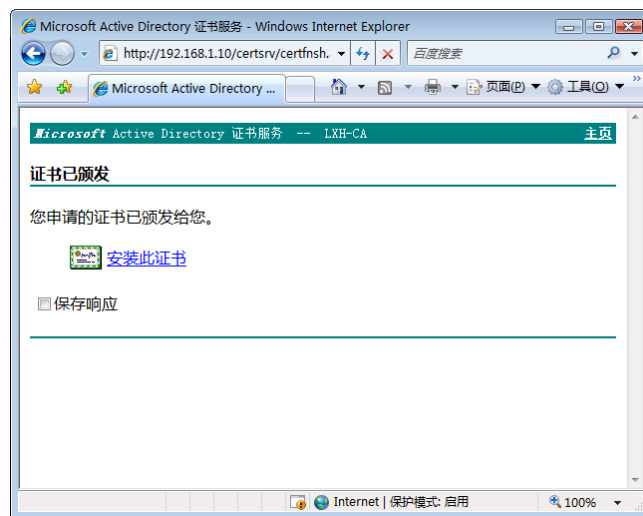 Microsoft Active Directory 证书服务 - Windows Internet Explorer
http://192.168.1.10/certsrv/certfnsh.
百度搜索
Microsoft Active Directory ...
页面(P)
工具(O)
Microsoft Active Directory 证书服务 -- LXH-CA
主页
证书已颁发
您申请的证书已颁发给您。
安装此证书
保存响应
Internet | 保护模式: 启用
100%